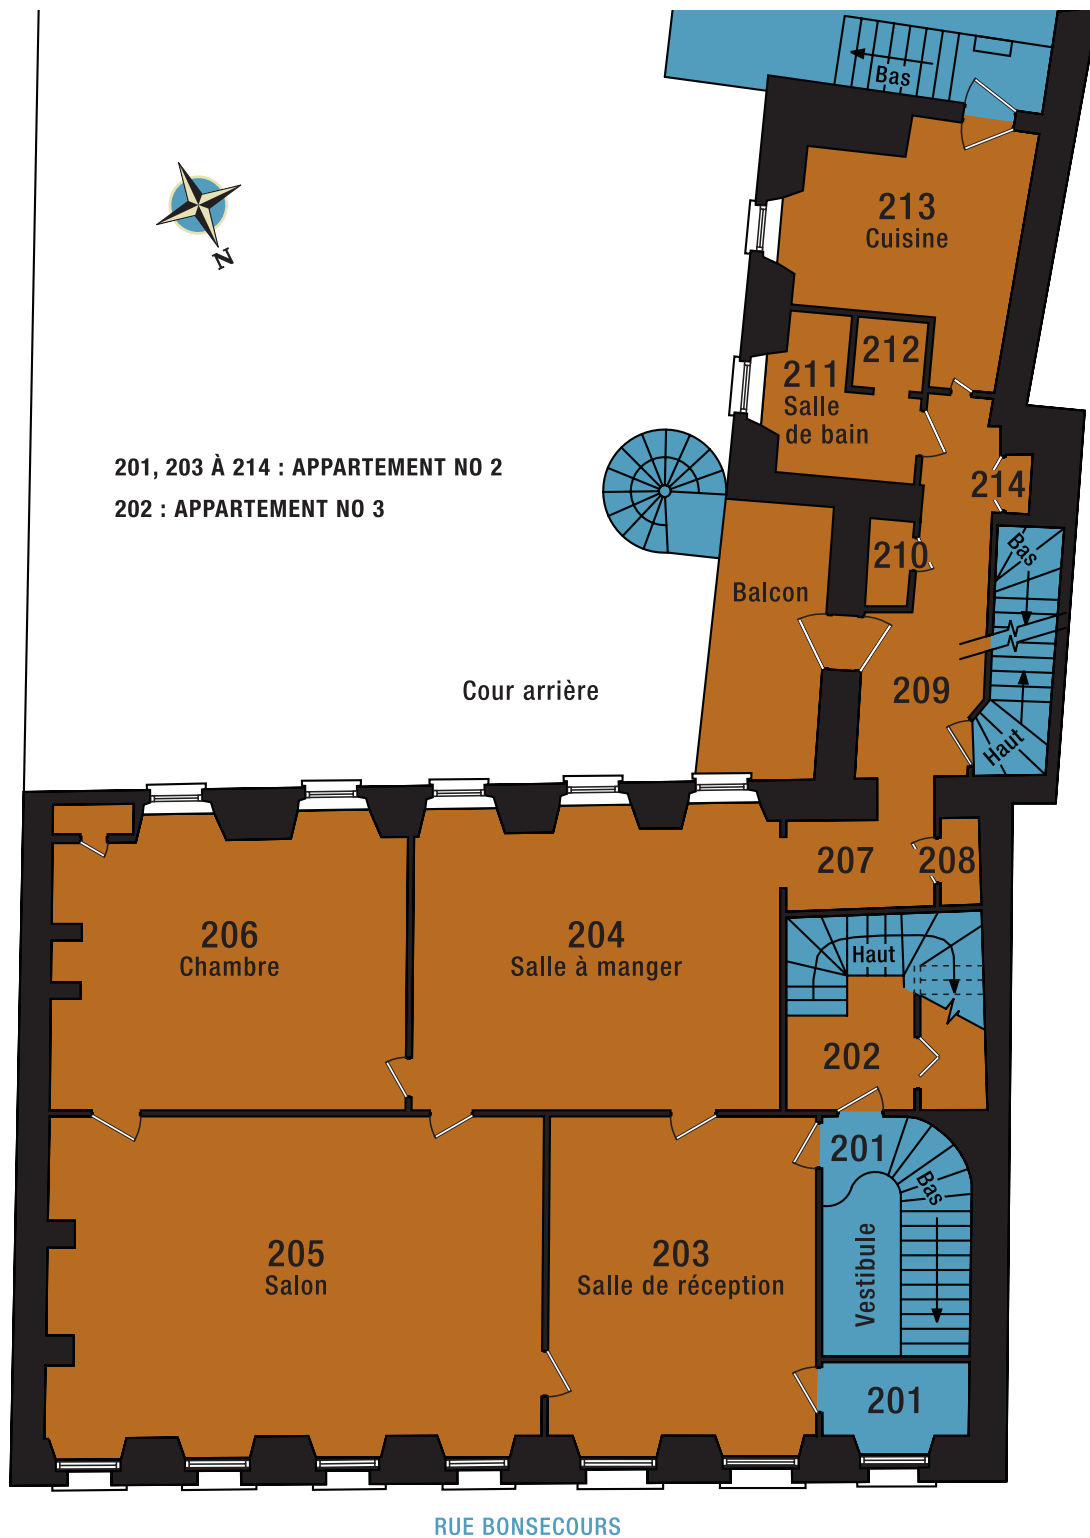 Bas
213
Cuisine
N
212
211
Salle
de bain
201, 203 À 214 : APPARTEMENT NO 2
202 : APPARTEMENT NO 3
214
Bas
210
Balcon
Cour arrière
209
Haut
207
208
206
Chambre
204
Salle à manger
Haut
202
201
Bas
Vestibule
205
Salon
203
Salle de réception
201
RUE BONSECOURS